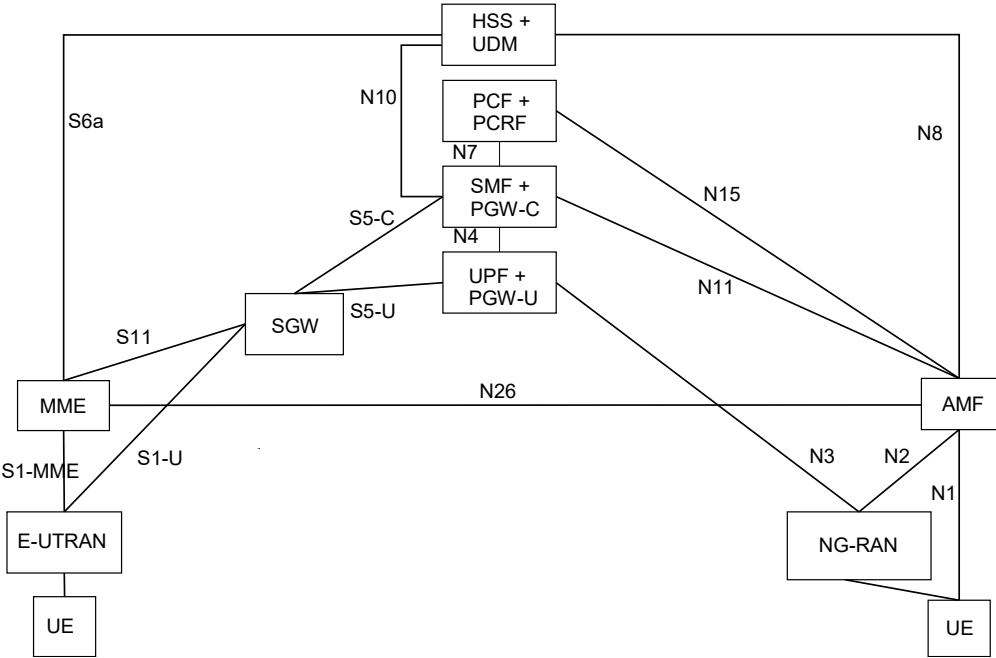 HSS +
UDM
N10
PCF +
PCRF
S6a
N8
N7
SMF +
PGW-C
N15
S5-C
N4
UPF +
PGW-U
N11
S5-U
SGW
S11
N26
MME
AMF
S1-U
N3
N2
S1-MME
N1
E-UTRAN
NG-RAN
UE
UE